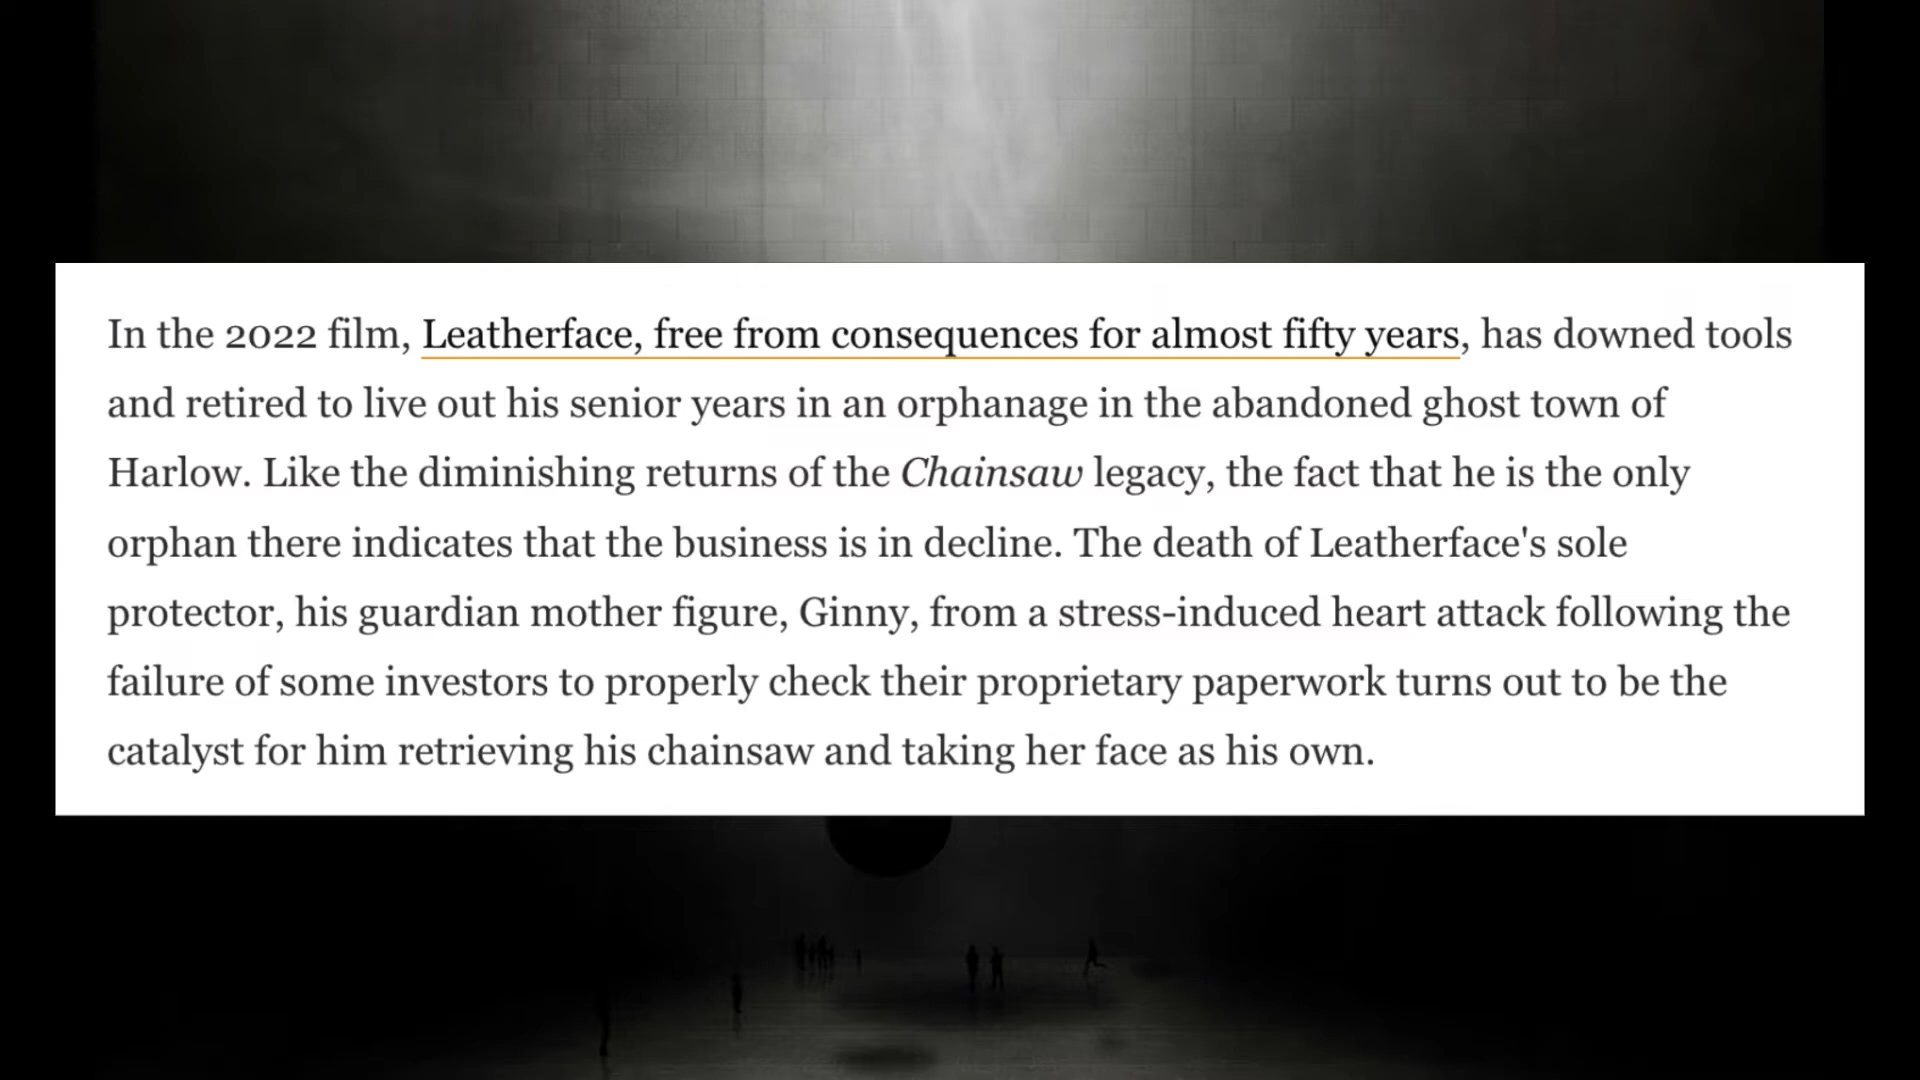 In the 2022 film, Leatherface, free from consequences for almost fifty years, has downed tools
and retired to live out his senior years in an orphanage in the abandoned ghost town of
Harlow. Like the diminishing returns of the Chainsaw legacy, the fact that he is the only
orphan there indicates that the business is in decline. The death of Leatherface's sole
protector, his guardian mother figure, Ginny, from a stress-induced heart attack following the
failure of some investors to properly check their proprietary paperwork turns out to be the
catalyst for him retrieving his chainsaw and taking her face as his own.